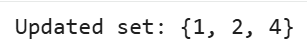 Updated set: {1, 2, 4}